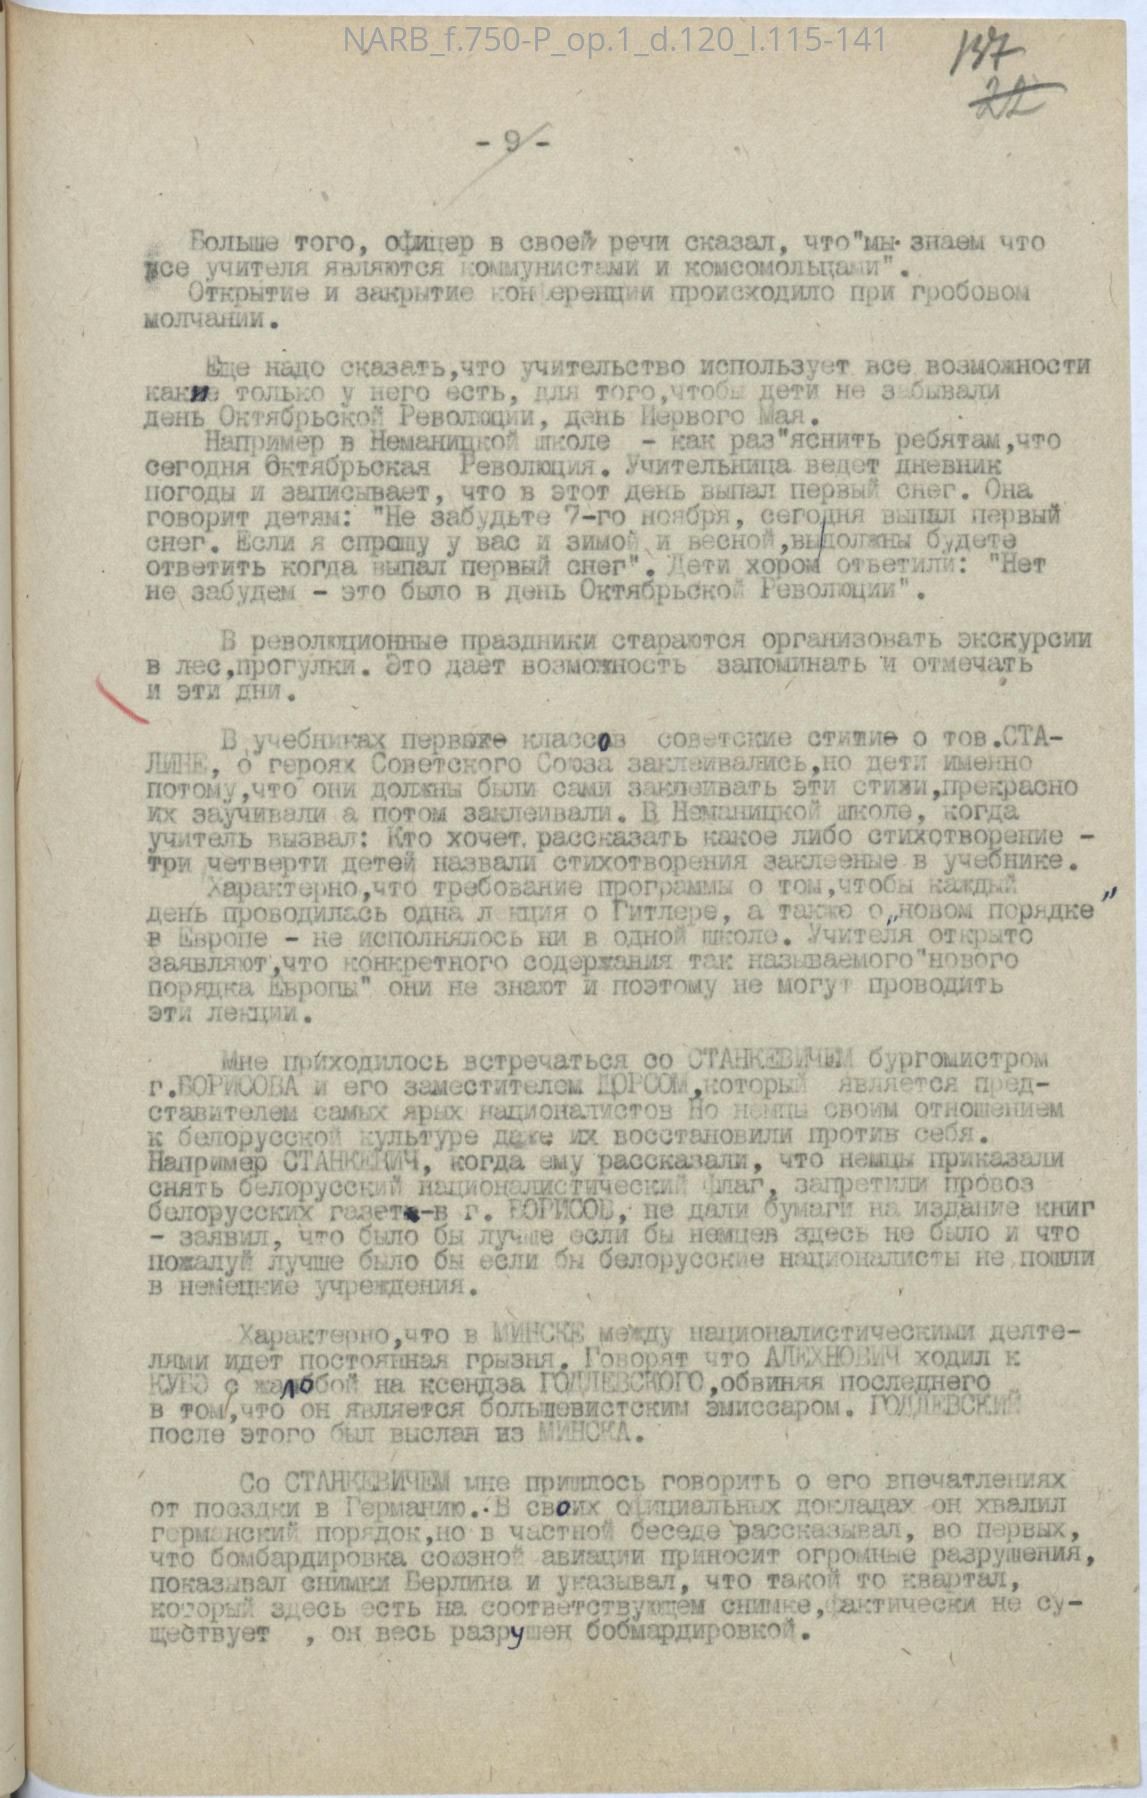 NARB_f.750-P_op.1_d.120_l.115-141
137
22
- 9 -
Больше того, офицер в своей речи сказал, что "мы знаем что
все учителя являются коммунистами и комсомольцами".
Открытие и закрытие конференции происходило при гробовом
молчании.
Еще надо сказать,что учительство использует все возможности
какие только у него есть, для того,чтобы дети не забывали
день Октябрьской Революции, день Первого Мая.
Например в Неманицкой школе - как раз"яснить ребятам,что
сегодня Октябрьская Революция. Учительница ведет дневник
погоды и записывает, что в этот день выпал первый снег. Она
говорит детям: "Не забудьте 7-го ноября, сегодня выпал первый
снег. Если я спрошу у вас и зимой и весной,вы должны будете
ответить когда выпал первый снег". Дети хором ответили: "Нет
не забудем - это было в день Октябрьской Революции".
В революционные праздники стараются организовать экскурсии
в лес,прогулки. Это дает возможность запоминать и отмечать
и эти дни.
В учебниках первых классов советские стихи о тов.СТА-
ЛИНЕ, о героях Советского Союза заклеивались,но дети именно
потому,что они должны были сами заклеивать эти стихи,прекрасно
их заучивали а потом заклеивали. В Неманицкой школе, когда
учитель вызвал: Кто хочет рассказать какое либо стихотворение -
три четверти детей назвали стихотворения заклееные в учебнике.
Характерно,что требование программы о том,чтобы каждый
день проводилась одна лекция о Гитлере, а также о „новом порядке"
в Европе - не исполнялось ни в одной школе. Учителя открыто
заявляют,что конкретного содержания так называемого "нового
порядка Европы" они не знают и поэтому не могут проводить
эти лекции.
Мне приходилось встречаться со СТАНКЕВИЧЕМ бургомистром
г.БОРИСОВА и его заместителем ДОРСОМ,который является пред-
ставителем самых ярых националистов Но немцы своим отношением
к белорусской культуре даже их восстановили против себя.
Например СТАНКЕВИЧ, когда ему рассказали, что немцы приказали
снять белорусский националистический флаг, запретили провоз
белорусских газет-в г. БОРИСОВ, не дали бумаги на издание книг
- заявил, что было бы лучше если бы немцев здесь не было и что
пожалуй лучше было бы если бы белорусские националисты не пошли
в немецкие учреждения.
Характерно,что в МИНСКЕ между националистическими деяте-
лями идет постоянная грызня. Говорят что АЛЕХНОВИЧ ходил к
КУБЭ с жалобой на ксендза ГОДЛЕВСКОГО,обвиняя последнего
в том,что он является большевистским эмиссаром. ГОДЛЕВСКИЙ
после этого был выслан из МИНСКА.
Со СТАНКЕВИЧЕМ мне пришлось говорить о его впечатлениях
от поездки в Германию. В своих официальных докладах он хвалил
германский порядок,но в частной беседе рассказывал, во первых,
что бомбардировка союзной авиации приносит огромные разрушения,
показывал снимки Берлина и указывал, что такой то квартал,
который здесь есть на соответствующем снимке,фактически не су-
ществует , он весь разрушен бобмардировкой.